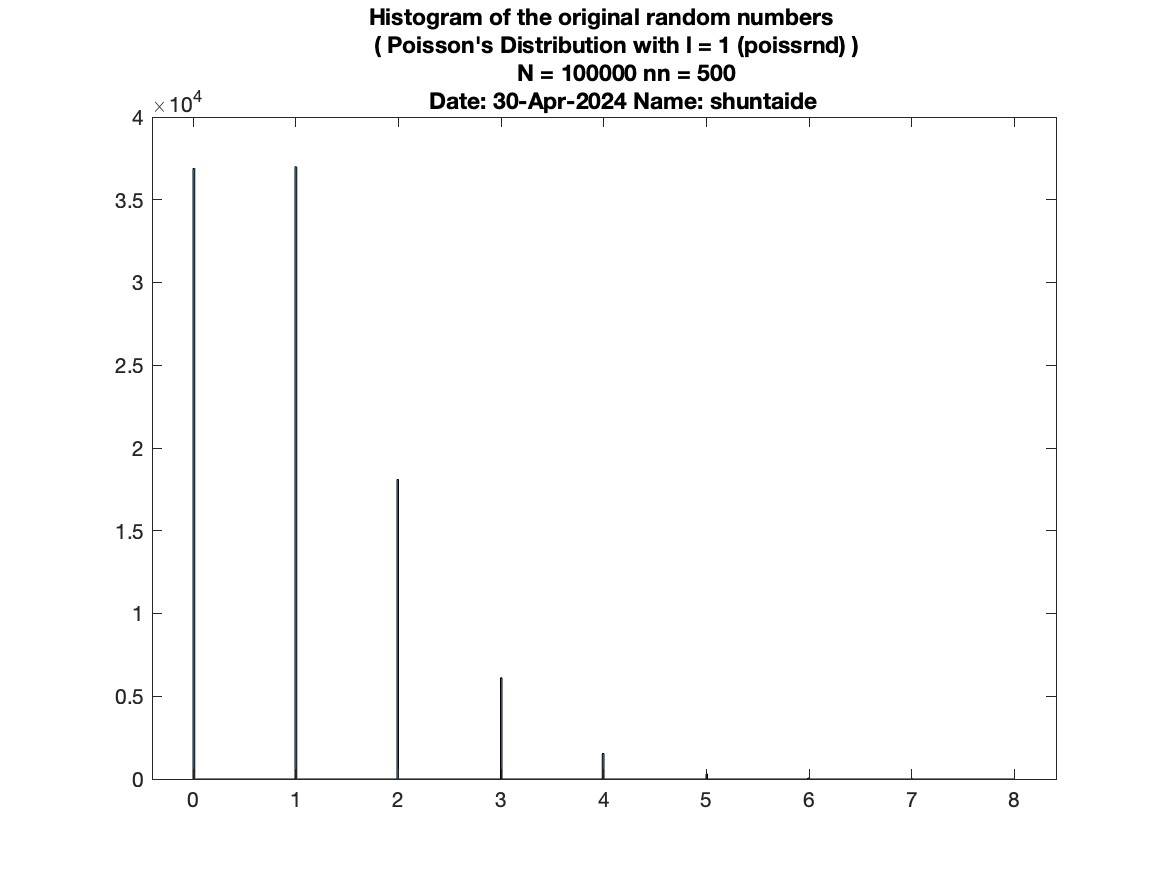 Histogram of the original random numbers
( Poisson's Distribution with l = 1 (poissrnd) )
N = 100000 nn = 500
Date: 30-Apr-2024 Name: shuntaide
×10⁴
4
3.5
3
2.5
2
1.5
1
0.5
0
0 1 2 3 4 5 6 7 8